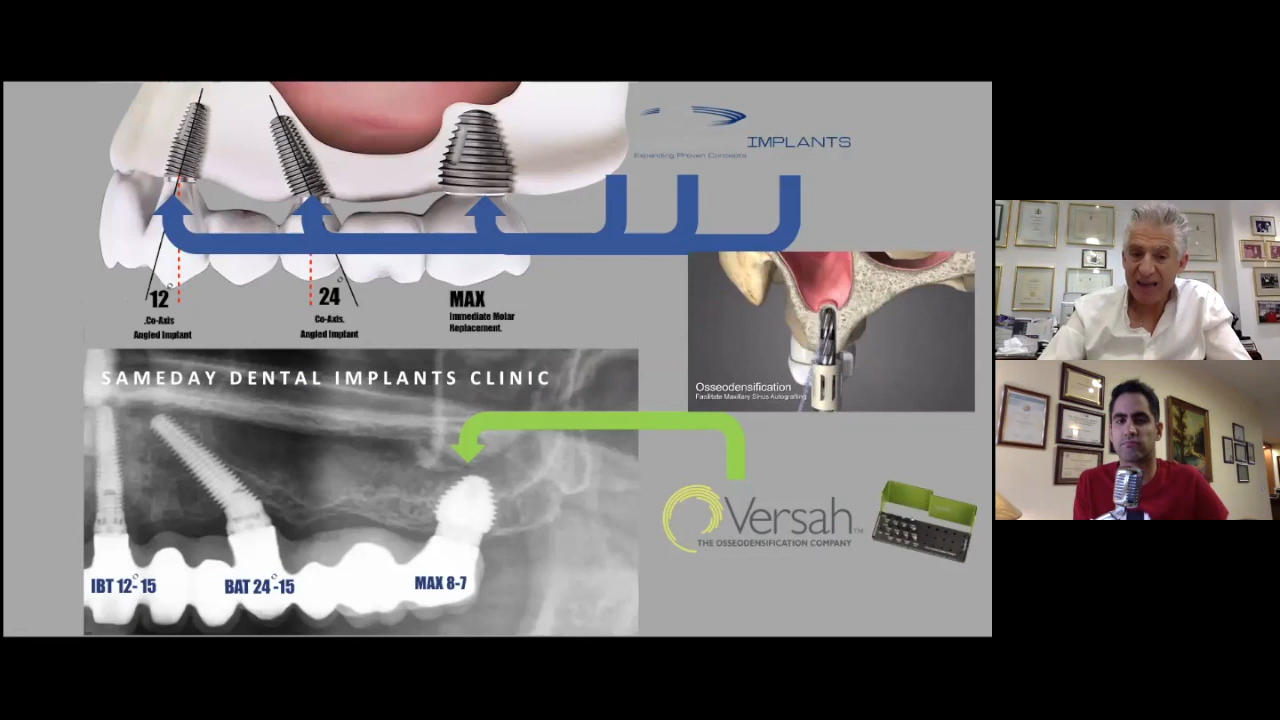 IMPLANTS
Expanding Proven Concepts
12°
.Co-Axis
Angled Implant
24°
Co-Axis.
Angled Implant
MAX
Immediate Molar
Replacement.
SAMEDAY DENTAL IMPLANTS CLINIC
Osseodensification
Facilitate Maxillary Sinus Autografting
IBT 12°-15
BAT 24°-15
MAX 8-7
Versah™
THE OSSEODENSIFICATION COMPANY